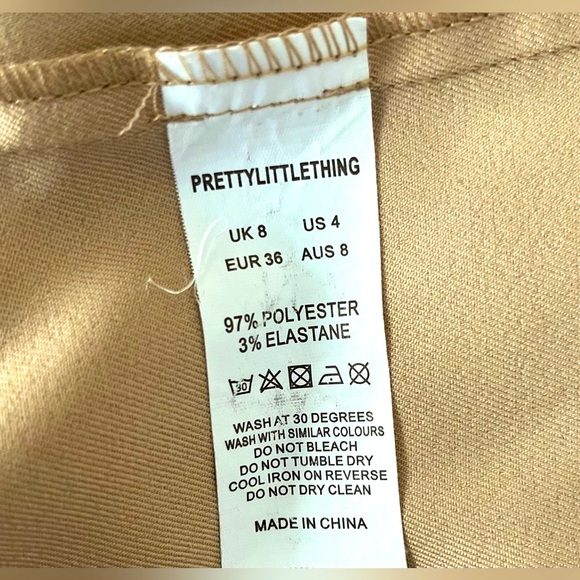 PRETTYLITTLETHING
UK 8 US 4
EUR 36 AUS 8
97% POLYESTER
3% ELASTANE
30
WASH AT 30 DEGREES
WASH WITH SIMILAR COLOURS
DO NOT BLEACH
DO NOT TUMBLE DRY
COOL IRON ON REVERSE
DO NOT DRY CLEAN
MADE IN CHINA